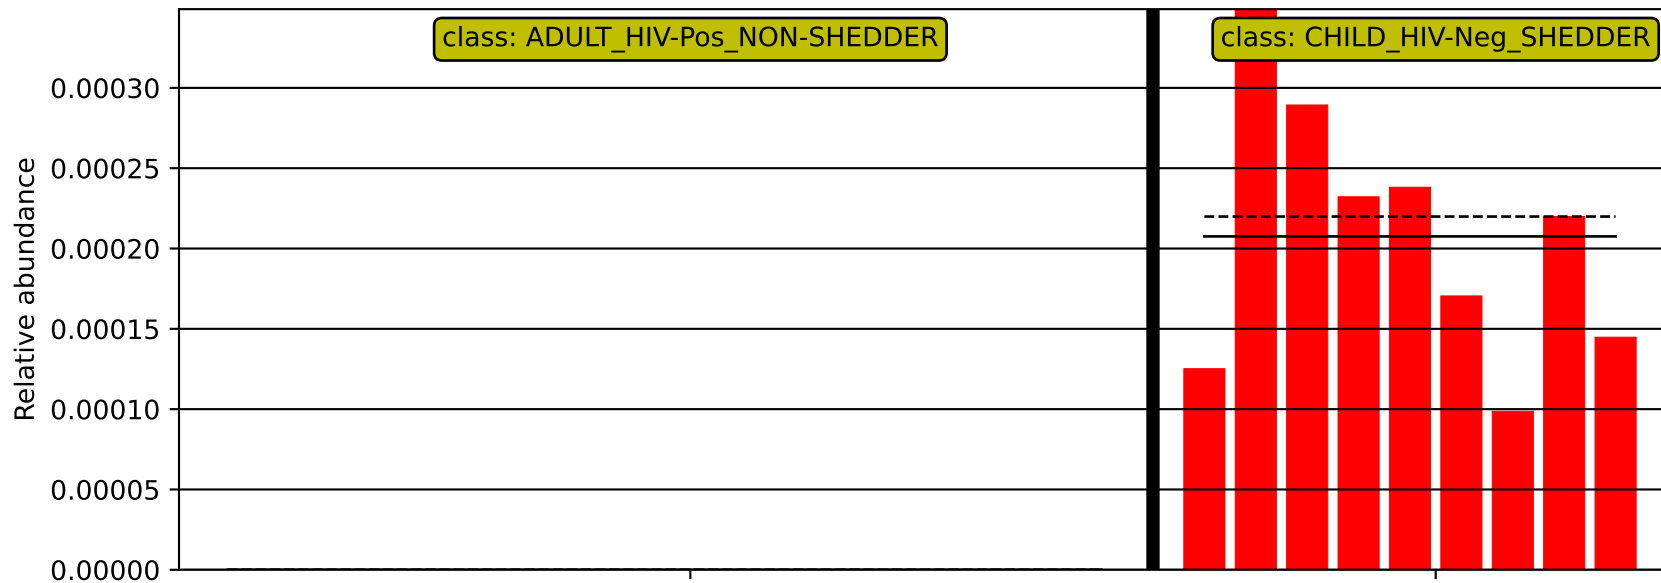 class: ADULT_HIV-Pos_NON-SHEDDER
class: CHILD_HIV-Neg_SHEDDER
Relative abundance
0.00030
0.00025
0.00020
0.00015
0.00010
0.00005
0.00000